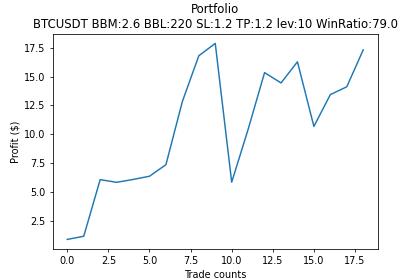 Portfolio
BTCUSDT BBM:2.6 BBL:220 SL:1.2 TP:1.2 lev:10 WinRatio:79.0
17.5
15.0
12.5
10.0
7.5
5.0
2.5
Profit ($)
0.0 2.5 5.0 7.5 10.0 12.5 15.0 17.5
Trade counts